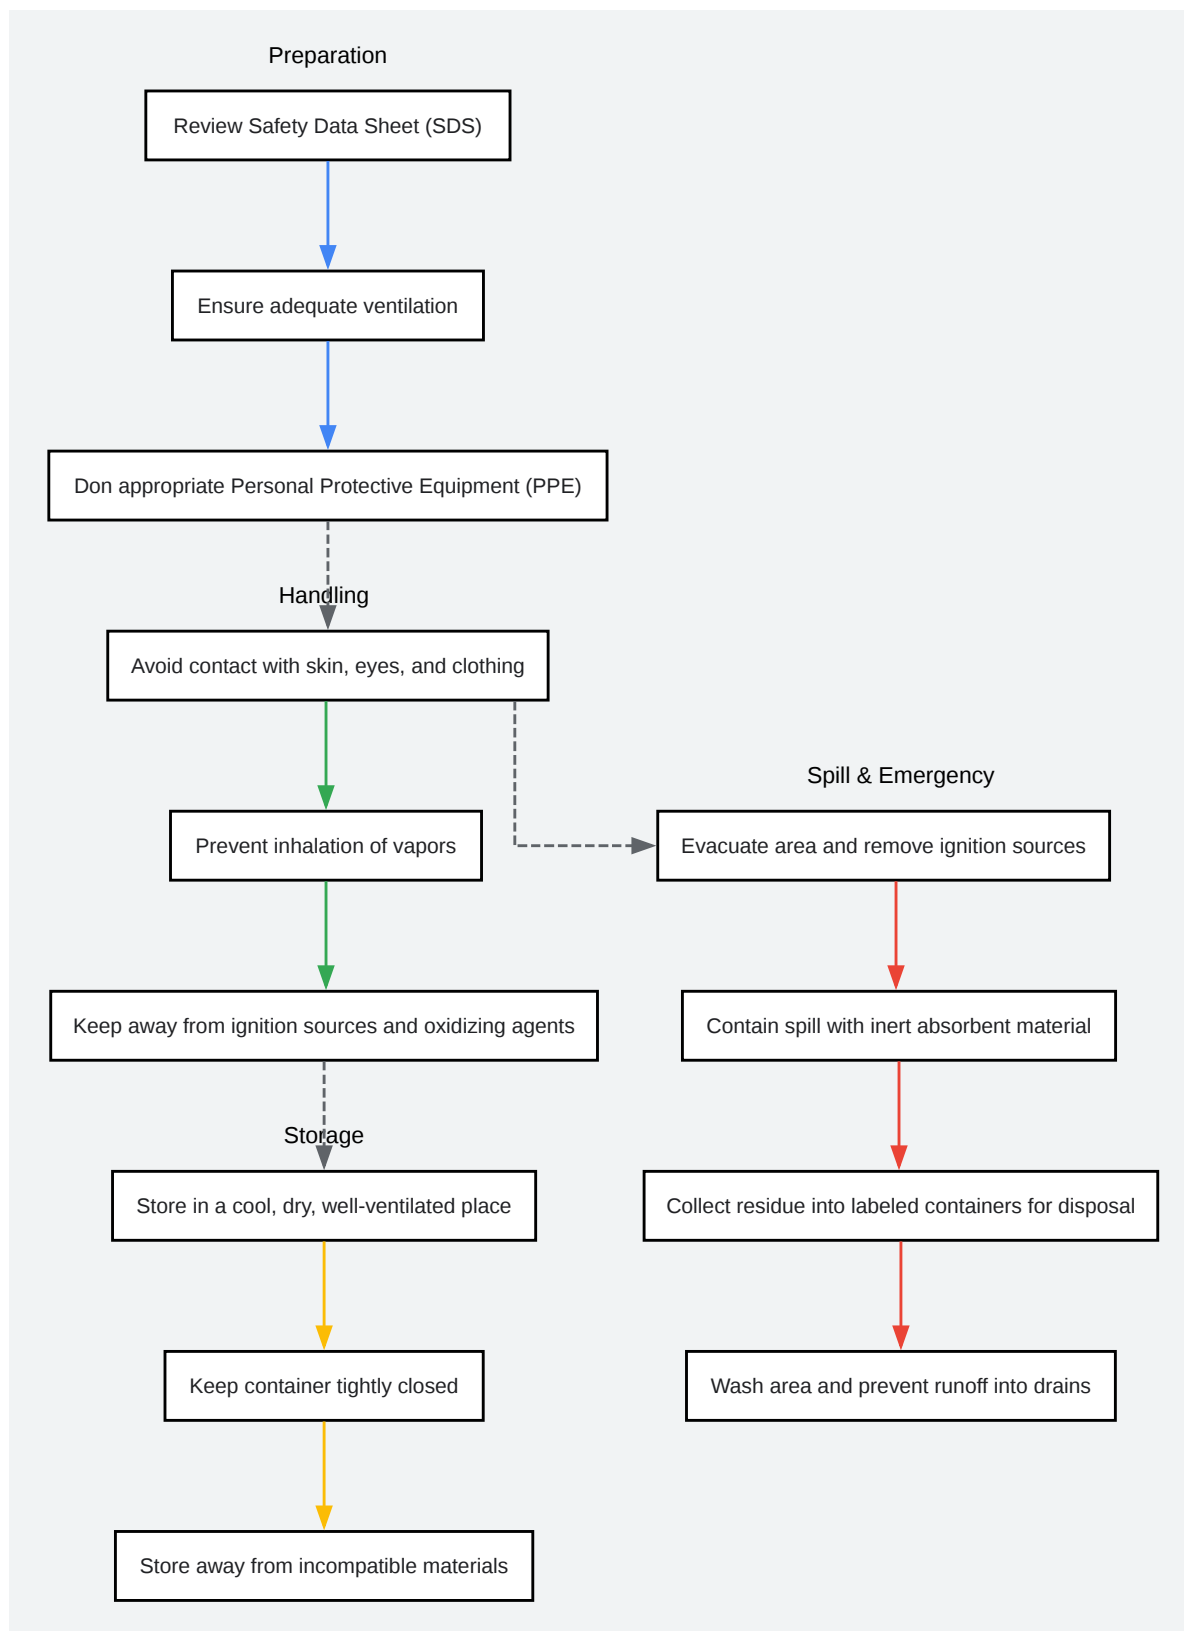 Preparation
Review Safety Data Sheet (SDS)
Ensure adequate ventilation
Don appropriate Personal Protective Equipment (PPE)
Handling
Avoid contact with skin, eyes, and clothing
Prevent inhalation of vapors
Keep away from ignition sources and oxidizing agents
Storage
Store in a cool, dry, well-ventilated place
Keep container tightly closed
Store away from incompatible materials
Spill & Emergency
Evacuate area and remove ignition sources
Contain spill with inert absorbent material
Collect residue into labeled containers for disposal
Wash area and prevent runoff into drains